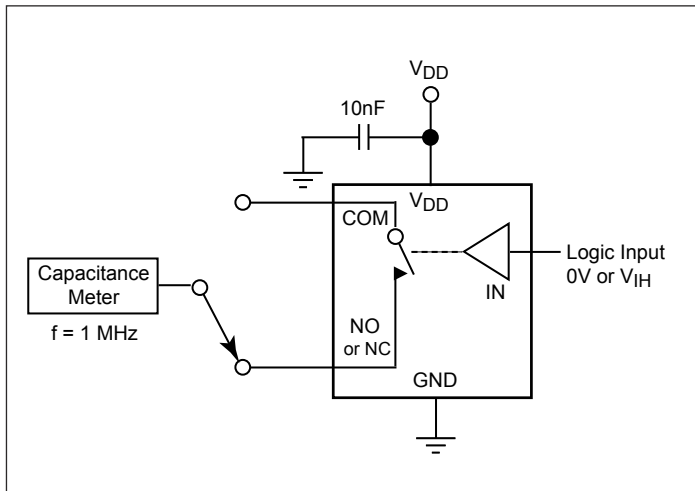 VDD
10nF
VDD
COM
Logic Input
0V or VIH
IN
Capacitance
Meter
f = 1 MHz
NO
or NC
GND